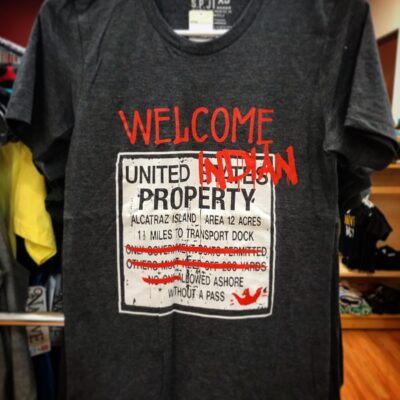 WELCOME
INDIAN
UNITED STATES
PROPERTY
ALCATRAZ ISLAND AREA 12 ACRES
1½ MILES TO TRANSPORT DOCK
ONLY GOVERNMENT BOATS PERMITTED
OTHERS MUST KEEP OFF 200 YARDS
NO ONE ALLOWED ASHORE
WITHOUT A PASS